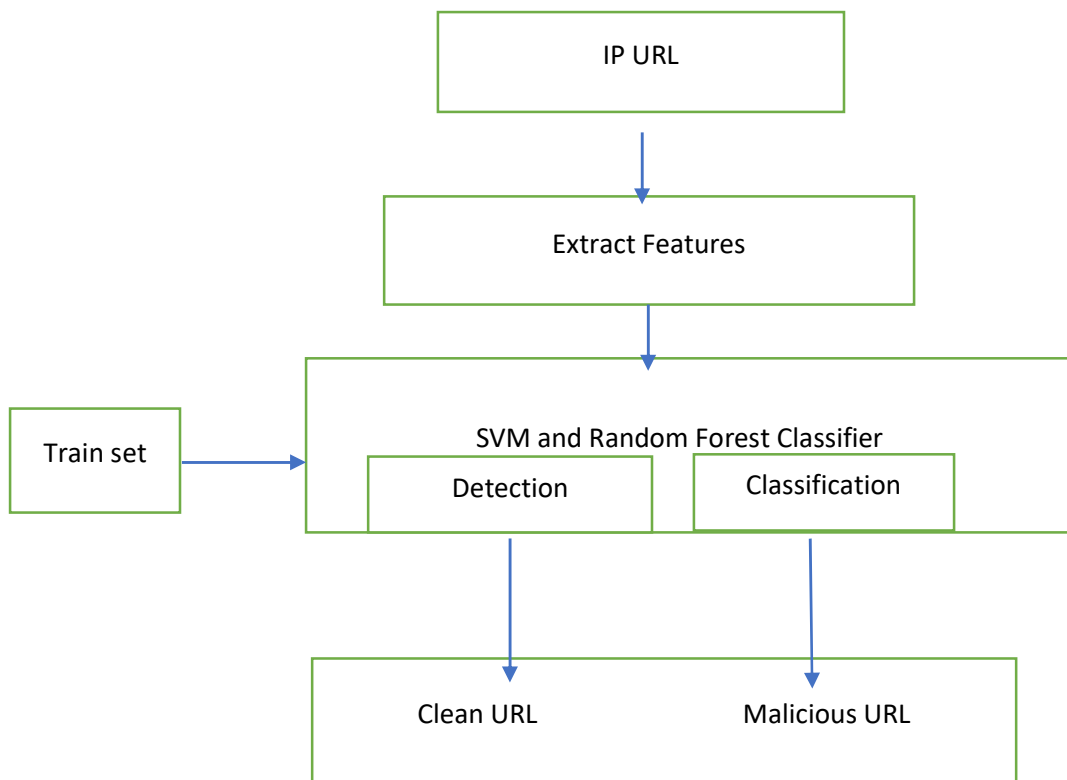 IP URL
Extract Features
Train set
SVM and Random Forest Classifier
Detection
Classification
Clean URL
Malicious URL